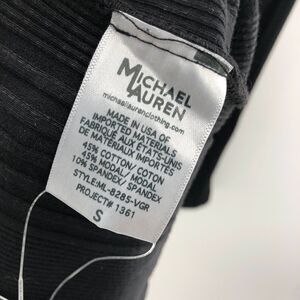 MICHAEL
LAUREN
michaellaurenclothing.com
MADE IN USA OF
IMPORTED MATERIALS
FABRIQUE AUX ETATS-UNIS
DE MATERIAUX IMPORTES
45% COTTON/ COTON
45% MODAL/ MODAL
10% SPANDEX/ SPANDEX
STYLE:ML-8285-VGR
PROJECT# 1361
S